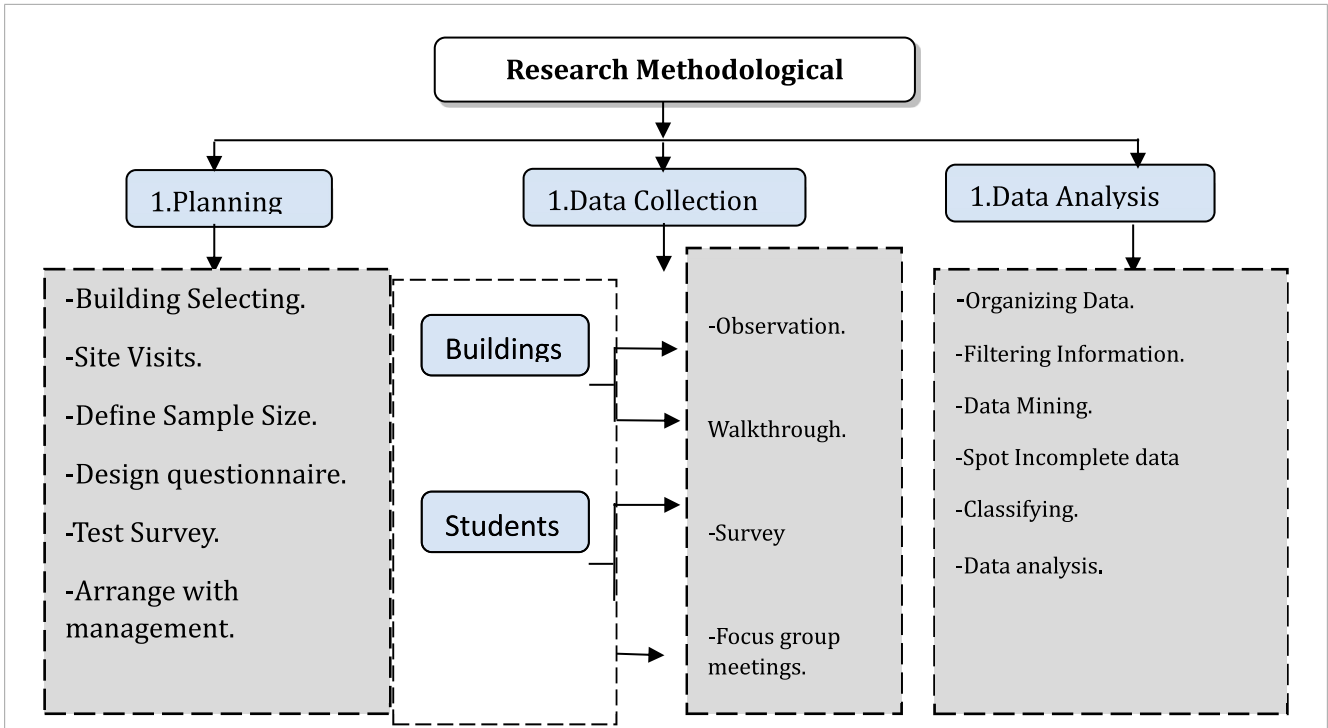 Research Methodological
1.Planning
1.Data Collection
1.Data Analysis
-Building Selecting.
-Site Visits.
-Define Sample Size.
-Design questionnaire.
-Test Survey.
-Arrange with
management.
Buildings
Students
-Observation.
Walkthrough.
-Survey
-Focus group
meetings.
-Organizing Data.
-Filtering Information.
-Data Mining.
-Spot Incomplete data
-Classifying.
-Data analysis.